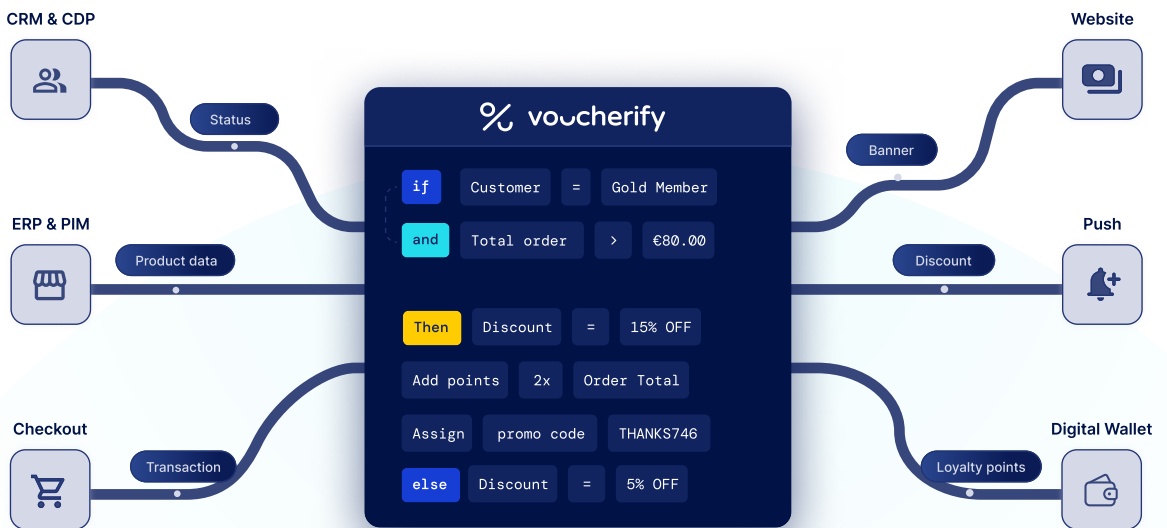 CRM & CDP
Status
ERP & PIM
Product data
Checkout
Transaction
voucherify
if Customer = Gold Member
and Total order > €80.00
Then Discount = 15% OFF
Add points 2x Order Total
Assign promo code THANKS746
else Discount = 5% OFF
Website
Banner
Push
Discount
Digital Wallet
Loyalty points